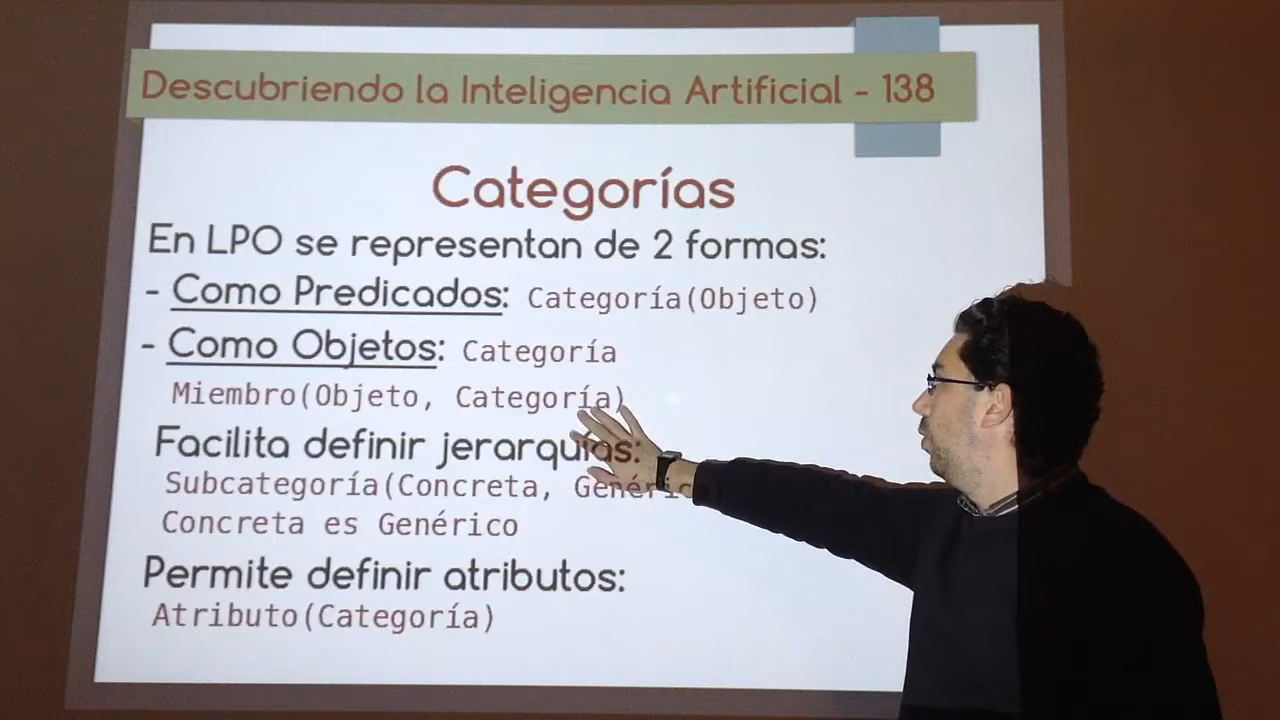 Descubriendo la Inteligencia Artificial - 138
Categorías
En LPO se representan de 2 formas:
- Como Predicados: Categoría(Objeto)
- Como Objetos: Categoría
Miembro(Objeto, Categoría)
Facilita definir jerarquías:
Subcategoría(Concreta, Genérica)
Concreta es Genérico
Permite definir atributos:
Atributo(Categoría)